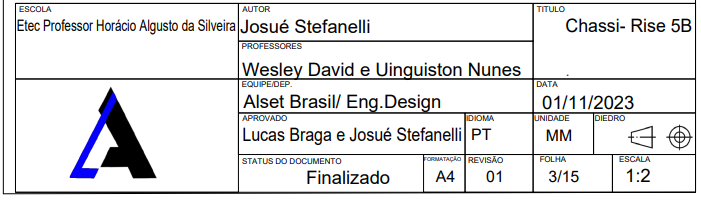 ESCOLA
Etec Professor Horácio Algusto da Silveira
AUTOR
Josué Stefanelli
TITULO
Chassi- Rise 5B
PROFESSORES
Wesley David e Uinguiston Nunes
EQUIPE/DEP.
Alset Brasil/ Eng.Design
DATA
01/11/2023
APROVADO
Lucas Braga e Josué Stefanelli
IDIOMA
PT
UNIDADE
MM
DIEDRO
STATUS DO DOCUMENTO
Finalizado
FORMATAÇÃO
A4
REVISÃO
01
FOLHA
3/15
ESCALA
1:2